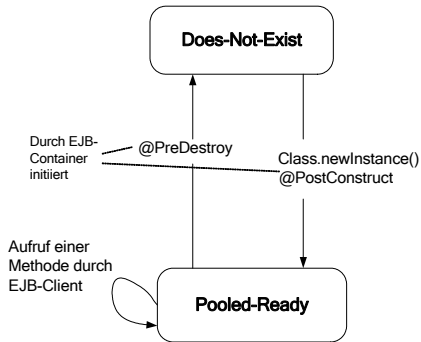 Does-Not-Exist
Durch EJB-
Container
initiiert
@PreDestroy
Class.newInstance()
@PostConstruct
Aufruf einer
Methode durch
EJB-Client
Pooled-Ready